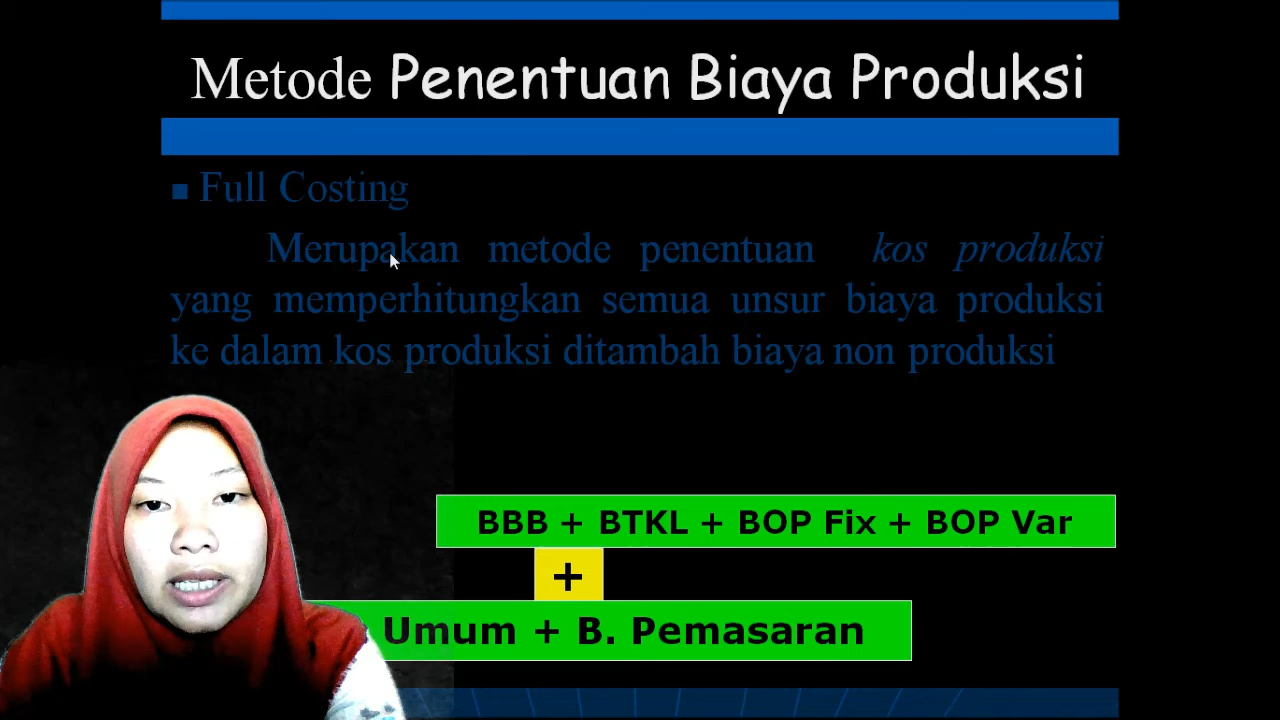 Metode Penentuan Biaya Produksi
Full Costing
Merupakan metode penentuan kos produksi
yang memperhitungkan semua unsur biaya produksi
ke dalam kos produksi ditambah biaya non produksi
BBB + BTKL + BOP Fix + BOP Var
+
Umum + B. Pemasaran